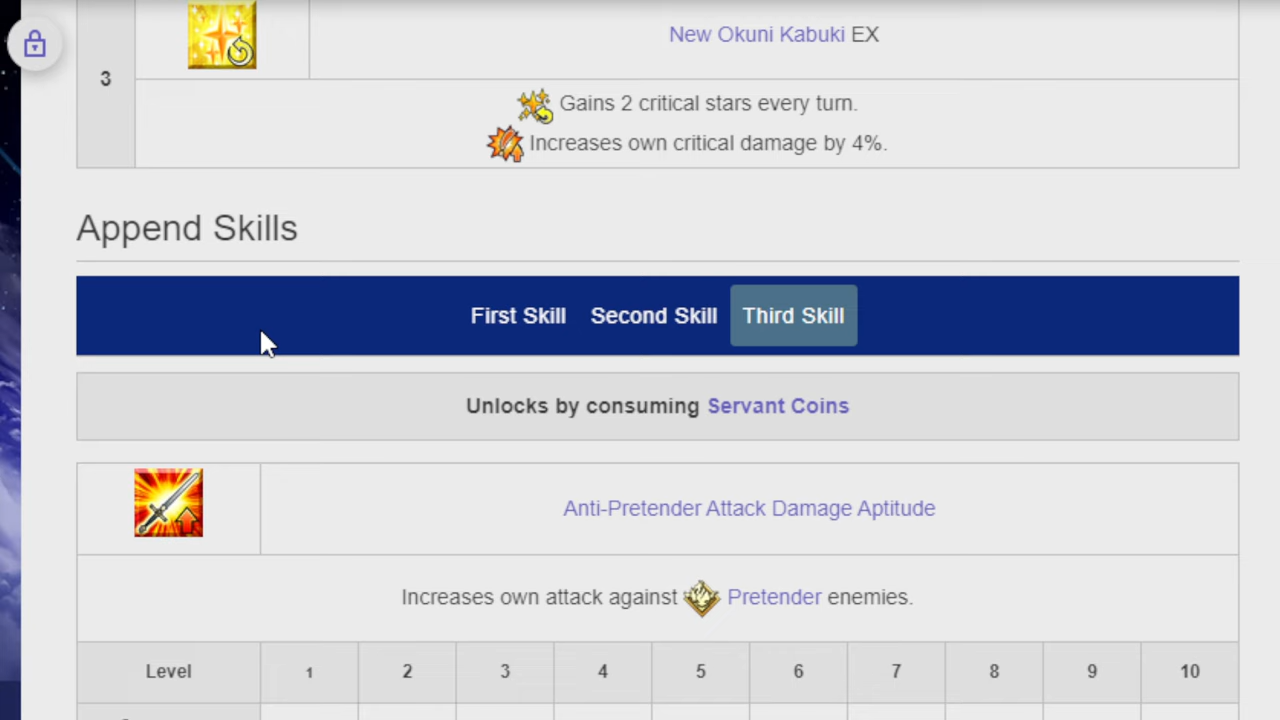 New Okuni Kabuki EX
3
Gains 2 critical stars every turn.
Increases own critical damage by 4%.
Append Skills
First Skill Second Skill Third Skill
Unlocks by consuming Servant Coins
Anti-Pretender Attack Damage Aptitude
Increases own attack against Pretender enemies.
Level 1 2 3 4 5 6 7 8 9 10